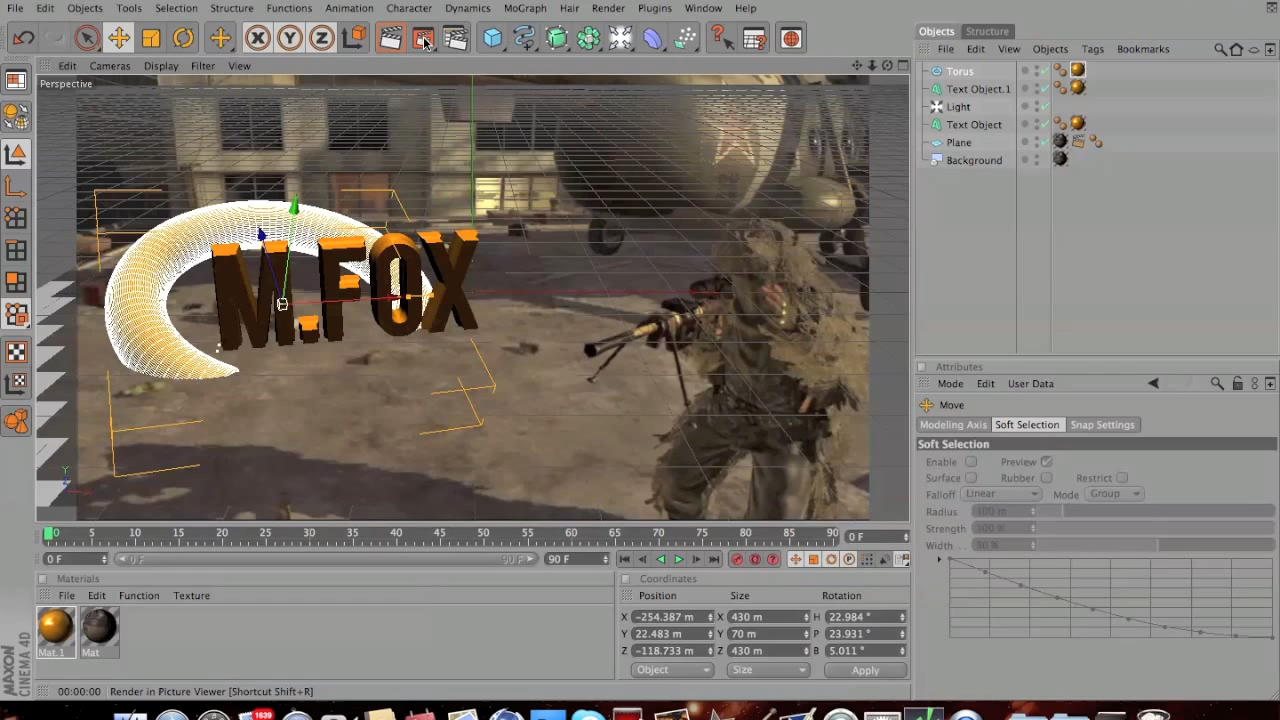 File Edit Objects Tools Selection Structure Functions Animation Character Dynamics MoGraph Hair Render Plugins Window Help
X Y Z
Objects Structure
File Edit View Objects Tags Bookmarks
Edit Cameras Display Filter View
Perspective
Torus
Text Object.1
Light
Text Object
Plane
Background
M.FOX
Y
Attributes
Mode Edit User Data
Move
Modeling Axis Soft Selection Snap Settings
Soft Selection
Enable Preview
Surface Rubber Restrict
Falloff Linear Mode Group
Radius 100 m
Strength 100 %
Width . . 50 %
0 5 10 15 20 25 30 35 40 45 50 55 60 65 70 75 80 85 90 0 F
0 F 0 F 90 F 90 F
Materials
File Edit Function Texture
Mat.1 Mat
Coordinates
Position Size Rotation
X -254.387 m X 430 m H 22.984 °
Y 22.483 m Y 70 m P 23.931 °
Z -118.733 m Z 430 m B 5.011 °
Object Size Apply
MAXON
CINEMA 4D
00:00:00 Render in Picture Viewer [Shortcut Shift+R]
1639